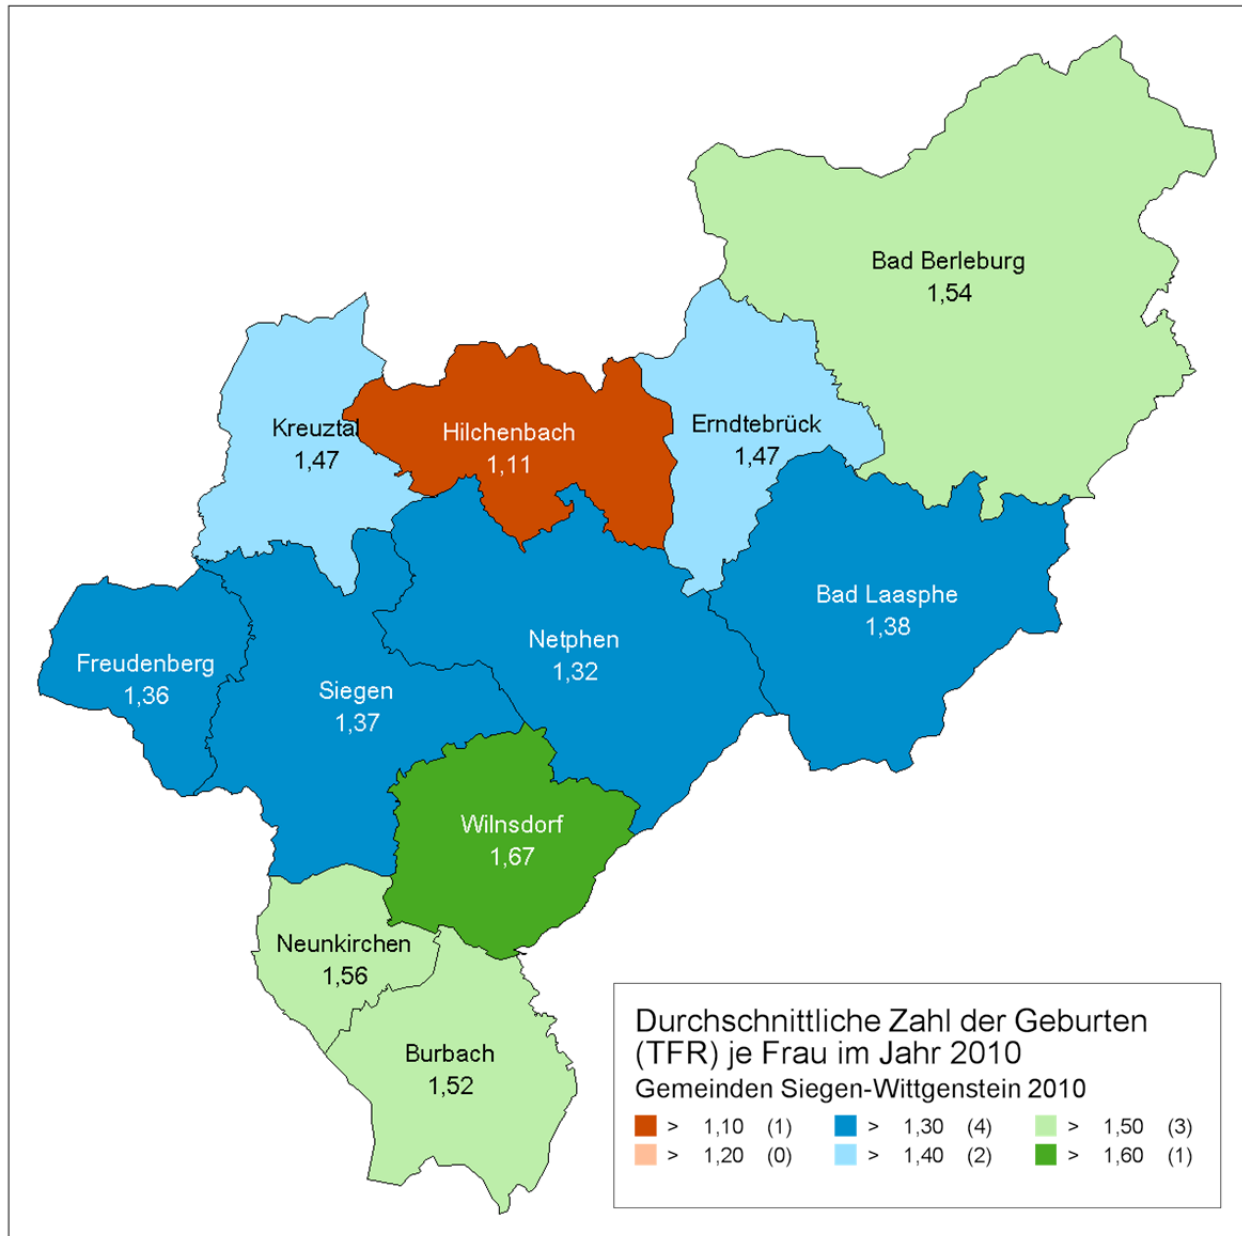 Bad Berleburg
1,54
Kreuztal
1,47
Hilchenbach
1,11
Erndtebrück
1,47
Bad Laasphe
1,38
Netphen
1,32
Freudenberg
1,36
Siegen
1,37
Wilnsdorf
1,67
Neunkirchen
1,56
Burbach
1,52
Durchschnittliche Zahl der Geburten
(TFR) je Frau im Jahr 2010
Gemeinden Siegen-Wittgenstein 2010
> 1,10 (1) > 1,30 (4) > 1,50 (3)
> 1,20 (0) > 1,40 (2) > 1,60 (1)